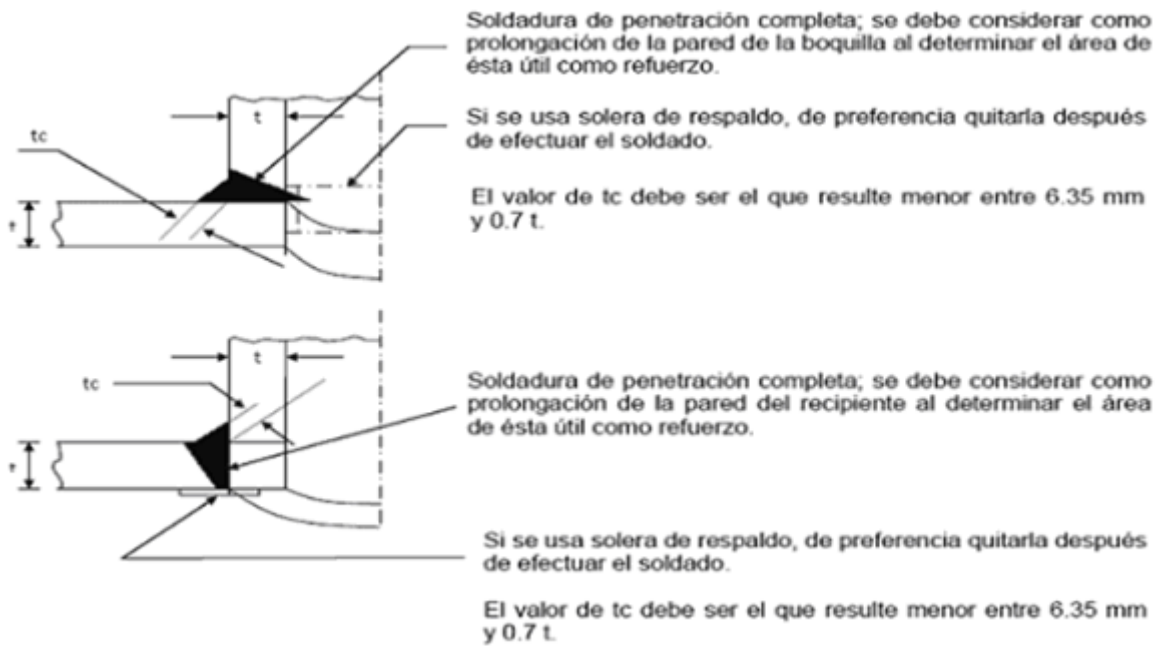 Soldadura de penetración completa; se debe considerar como
prolongación de la pared de la boquilla al determinar el área de
ésta útil como refuerzo.
t
Si se usa solera de respaldo, de preferencia quitarla después
de efectuar el soldado.
tc
El valor de tc debe ser el que resulte menor entre 6.35 mm
y 0.7 t.
t
tc
Soldadura de penetración completa; se debe considerar como
prolongación de la pared del recipiente al determinar el área
de ésta útil como refuerzo.
Si se usa solera de respaldo, de preferencia quitarla después
de efectuar el soldado.
El valor de tc debe ser el que resulte menor entre 6.35 mm
y 0.7 t.